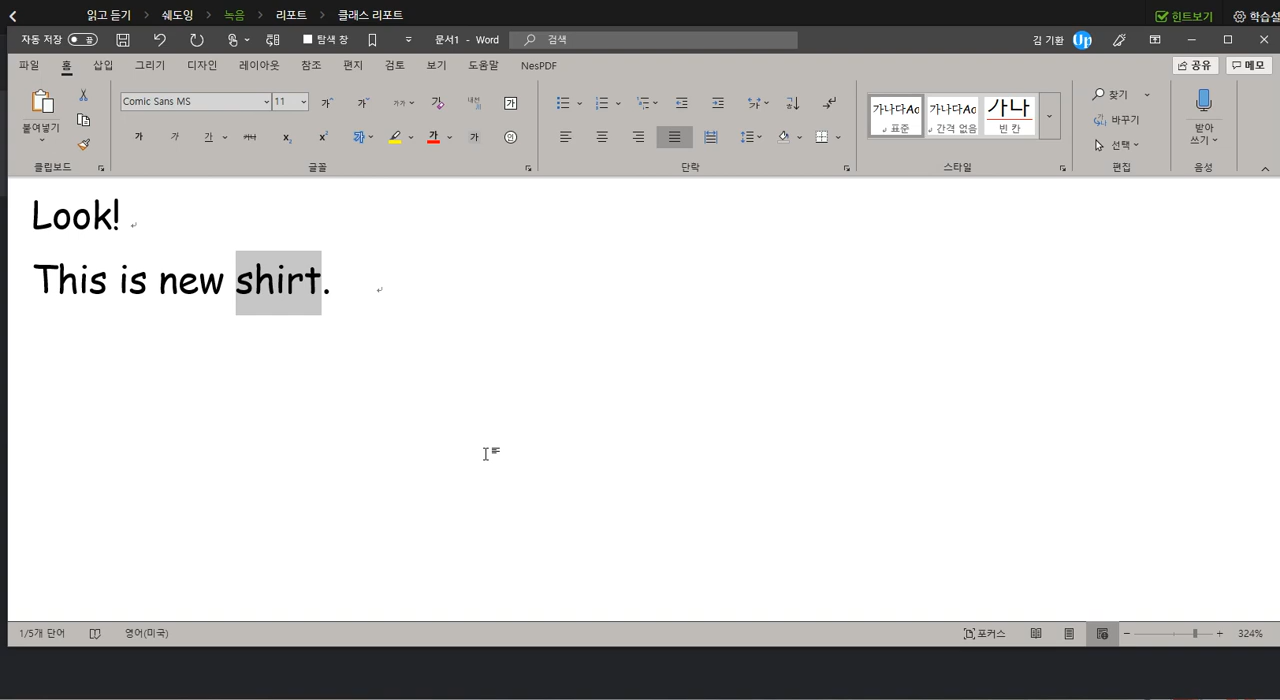 읽고 듣기 > 쉐도잉 > 녹음 > 리포트 > 클래스 리포트 힌트보기
자동 저장 탐색 창 문서1 - Word 검색 김 기환 Up
파일 홈 삽입 그리기 디자인 레이아웃 참조 편지 검토 보기 도움말 NesPDF 공유 메모
붙여넣기 Comic Sans MS 11 가나다Ac 표준 가나다Ac 간격 없음 가나 빈 칸 찾기 바꾸기 선택 받아 쓰기
클립보드 글꼴 단락 스타일 편집 음성
Look!
This is new shirt.
1/5개 단어 영어(미국) 포커스 324%